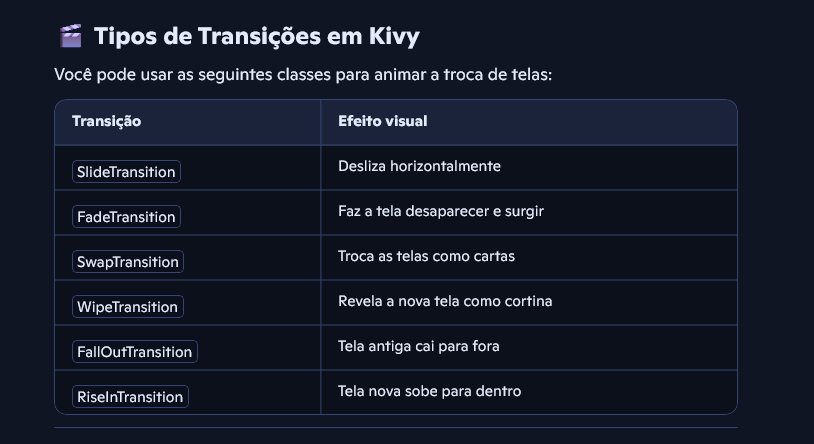 🎬 Tipos de Transições em Kivy
Você pode usar as seguintes classes para animar a troca de telas:
Transição Efeito visual
SlideTransition Desliza horizontalmente
FadeTransition Faz a tela desaparecer e surgir
SwapTransition Troca as telas como cartas
WipeTransition Revela a nova tela como cortina
FallOutTransition Tela antiga cai para fora
RiseInTransition Tela nova sobe para dentro